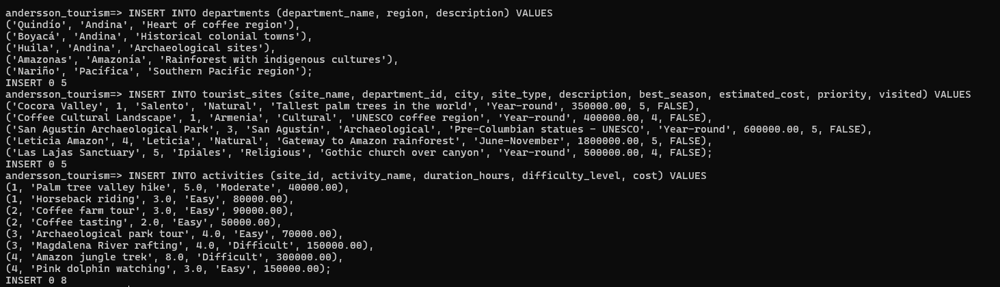 andersson_tourism=> INSERT INTO departments (department_name, region, description) VALUES
('Quindío', 'Andina', 'Heart of coffee region'),
('Boyacá', 'Andina', 'Historical colonial towns'),
('Huila', 'Andina', 'Archaeological sites'),
('Amazonas', 'Amazonía', 'Rainforest with indigenous cultures'),
('Nariño', 'Pacífica', 'Southern Pacific region');
INSERT 0 5
andersson_tourism=> INSERT INTO tourist_sites (site_name, department_id, city, site_type, description, best_season, estimated_cost, priority, visited) VALUES
('Cocora Valley', 1, 'Salento', 'Natural', 'Tallest palm trees in the world', 'Year-round', 350000.00, 5, FALSE),
('Coffee Cultural Landscape', 1, 'Armenia', 'Cultural', 'UNESCO coffee region', 'Year-round', 400000.00, 4, FALSE),
('San Agustín Archaeological Park', 3, 'San Agustín', 'Archaeological', 'Pre-Columbian statues - UNESCO', 'Year-round', 600000.00, 5, FALSE),
('Leticia Amazon', 4, 'Leticia', 'Natural', 'Gateway to Amazon rainforest', 'June-November', 1800000.00, 5, FALSE),
('Las Lajas Sanctuary', 5, 'Ipiales', 'Religious', 'Gothic church over canyon', 'Year-round', 500000.00, 4, FALSE);
INSERT 0 5
andersson_tourism=> INSERT INTO activities (site_id, activity_name, duration_hours, difficulty_level, cost) VALUES
(1, 'Palm tree valley hike', 5.0, 'Moderate', 40000.00),
(1, 'Horseback riding', 3.0, 'Easy', 80000.00),
(2, 'Coffee farm tour', 3.0, 'Easy', 90000.00),
(2, 'Coffee tasting', 2.0, 'Easy', 50000.00),
(3, 'Archaeological park tour', 4.0, 'Easy', 70000.00),
(3, 'Magdalena River rafting', 4.0, 'Difficult', 150000.00),
(4, 'Amazon jungle trek', 8.0, 'Difficult', 300000.00),
(4, 'Pink dolphin watching', 3.0, 'Easy', 150000.00);
INSERT 0 8